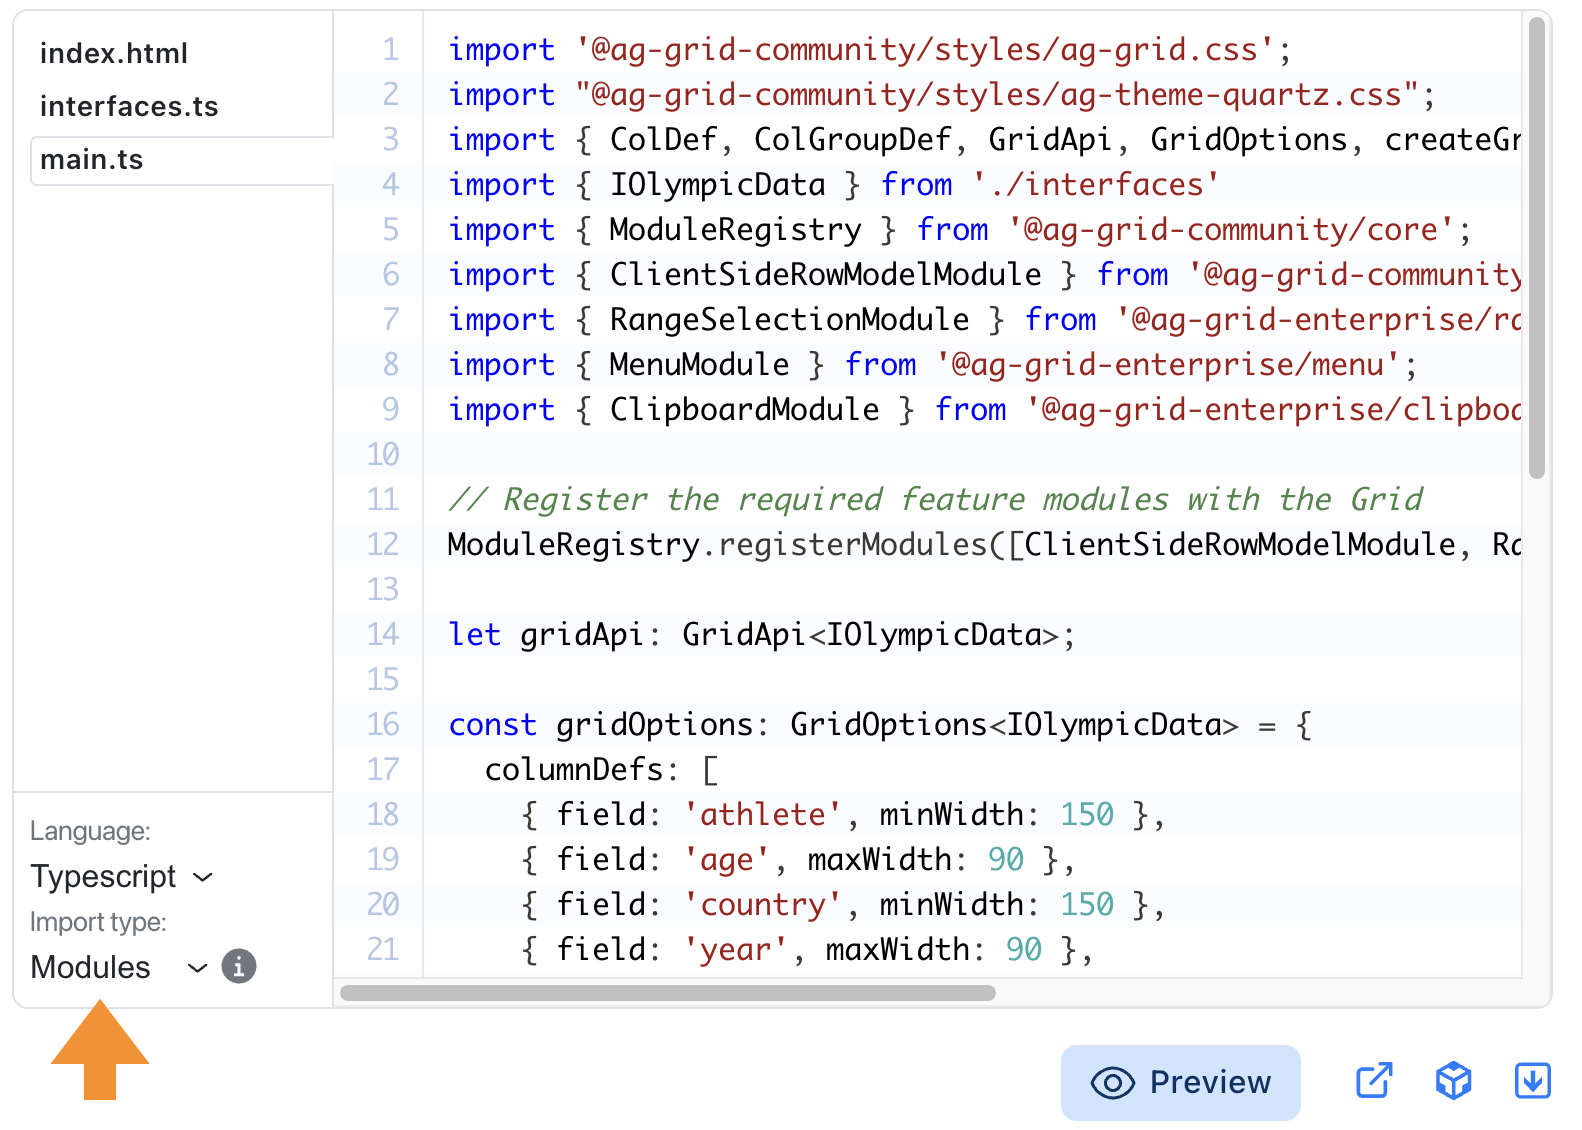 index.html
interfaces.ts
main.ts
Language:
Typescript
Import type:
Modules
1 import '@ag-grid-community/styles/ag-grid.css';
2 import "@ag-grid-community/styles/ag-theme-quartz.css";
3 import { ColDef, ColGroupDef, GridApi, GridOptions, createGr
4 import { IOlympicData } from './interfaces'
5 import { ModuleRegistry } from '@ag-grid-community/core';
6 import { ClientSideRowModelModule } from '@ag-grid-community
7 import { RangeSelectionModule } from '@ag-grid-enterprise/ra
8 import { MenuModule } from '@ag-grid-enterprise/menu';
9 import { ClipboardModule } from '@ag-grid-enterprise/clipboa
10
11 // Register the required feature modules with the Grid
12 ModuleRegistry.registerModules([ClientSideRowModelModule, Ra
13
14 let gridApi: GridApi<IOlympicData>;
15
16 const gridOptions: GridOptions<IOlympicData> = {
17   columnDefs: [
18     { field: 'athlete', minWidth: 150 },
19     { field: 'age', maxWidth: 90 },
20     { field: 'country', minWidth: 150 },
21     { field: 'year', maxWidth: 90 },
Preview